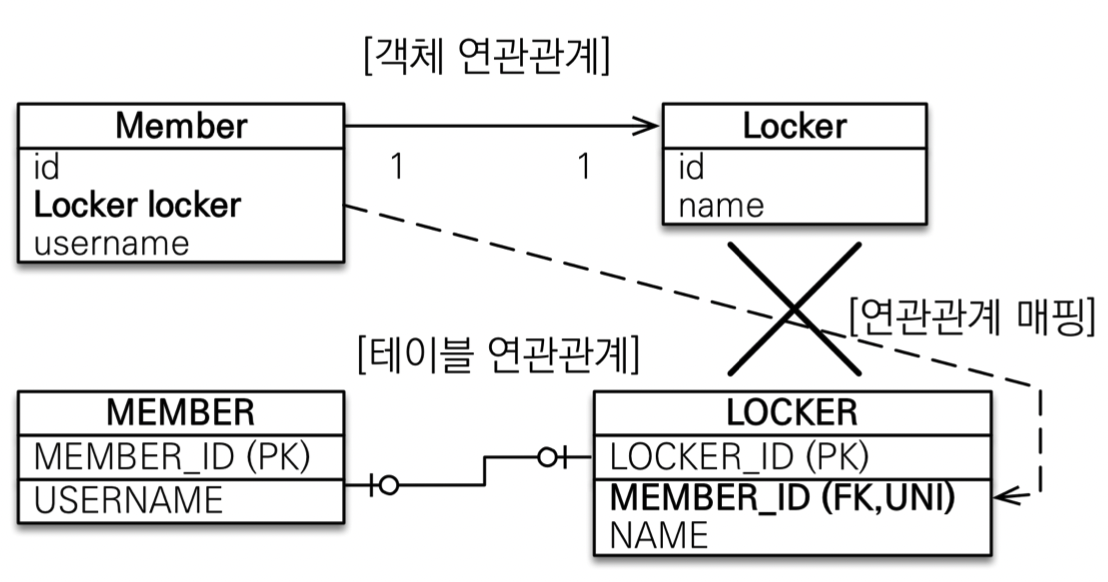 [객체 연관관계]
Member
id
Locker locker
username
1
1
Locker
id
name
[연관관계 매핑]
[테이블 연관관계]
MEMBER
MEMBER_ID (PK)
USERNAME
LOCKER
LOCKER_ID (PK)
MEMBER_ID (FK,UNI)
NAME